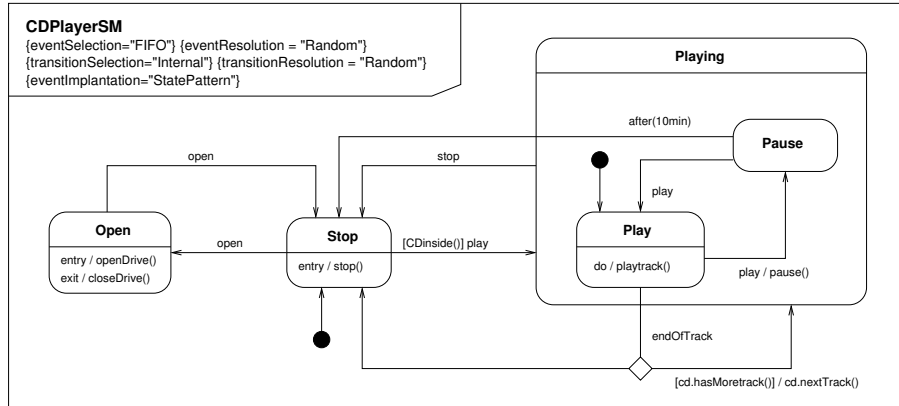 CDPlayerSM
{eventSelection="FIFO"} {eventResolution = "Random"}
{transitionSelection="Internal"} {transitionResolution = "Random"}
{eventImplantation="StatePattern"}
Playing
after(10min)
Pause
open
stop
play
Open
entry / openDrive()
exit / closeDrive()
open
Stop
entry / stop()
[CDinside()] play
Play
do / playtrack()
play / pause()
endOfTrack
[cd.hasMoretrack()] / cd.nextTrack()